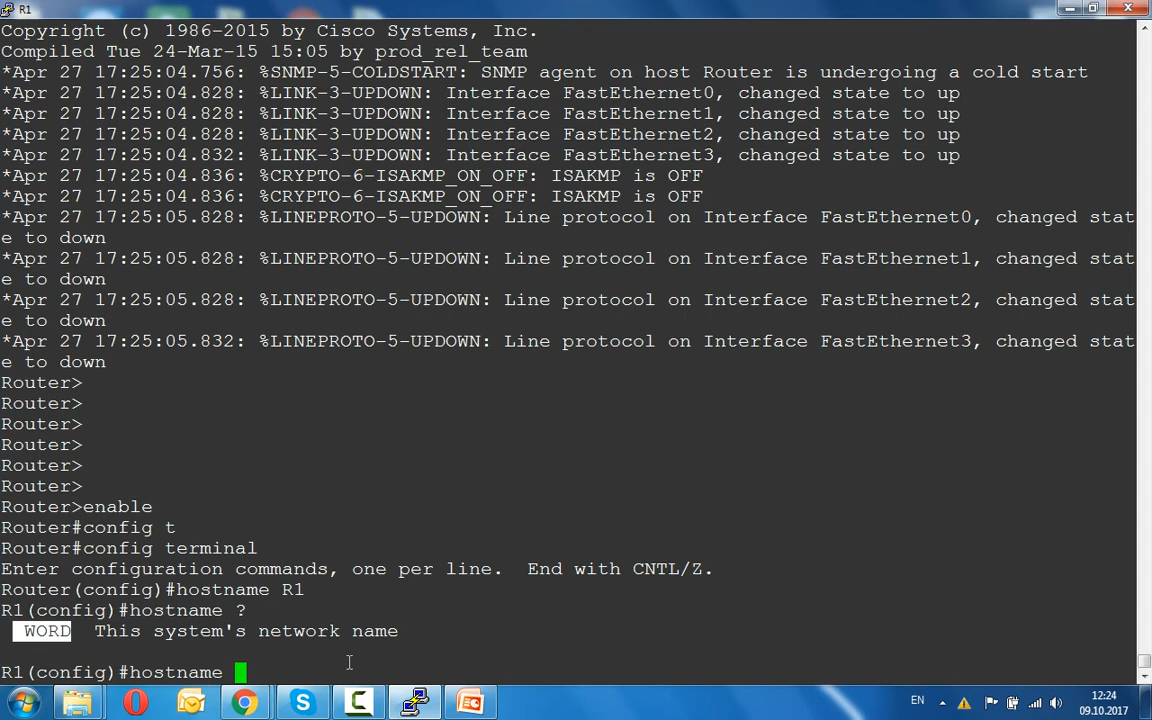 R1
Copyright (c) 1986-2015 by Cisco Systems, Inc.
Compiled Tue 24-Mar-15 15:05 by prod_rel_team
*Apr 27 17:25:04.756: %SNMP-5-COLDSTART: SNMP agent on host Router is undergoing a cold start
*Apr 27 17:25:04.828: %LINK-3-UPDOWN: Interface FastEthernet0, changed state to up
*Apr 27 17:25:04.828: %LINK-3-UPDOWN: Interface FastEthernet1, changed state to up
*Apr 27 17:25:04.828: %LINK-3-UPDOWN: Interface FastEthernet2, changed state to up
*Apr 27 17:25:04.832: %LINK-3-UPDOWN: Interface FastEthernet3, changed state to up
*Apr 27 17:25:04.836: %CRYPTO-6-ISAKMP_ON_OFF: ISAKMP is OFF
*Apr 27 17:25:04.836: %CRYPTO-6-ISAKMP_ON_OFF: ISAKMP is OFF
*Apr 27 17:25:05.828: %LINEPROTO-5-UPDOWN: Line protocol on Interface FastEthernet0, changed stat
e to down
*Apr 27 17:25:05.828: %LINEPROTO-5-UPDOWN: Line protocol on Interface FastEthernet1, changed stat
e to down
*Apr 27 17:25:05.828: %LINEPROTO-5-UPDOWN: Line protocol on Interface FastEthernet2, changed stat
e to down
*Apr 27 17:25:05.832: %LINEPROTO-5-UPDOWN: Line protocol on Interface FastEthernet3, changed stat
e to down
Router>
Router>
Router>
Router>
Router>
Router>
Router>enable
Router#config t
Router#config terminal
Enter configuration commands, one per line.  End with CNTL/Z.
Router(config)#hostname R1
R1(config)#hostname ?
  WORD  This system's network name
R1(config)#hostname
EN
12:24
09.10.2017